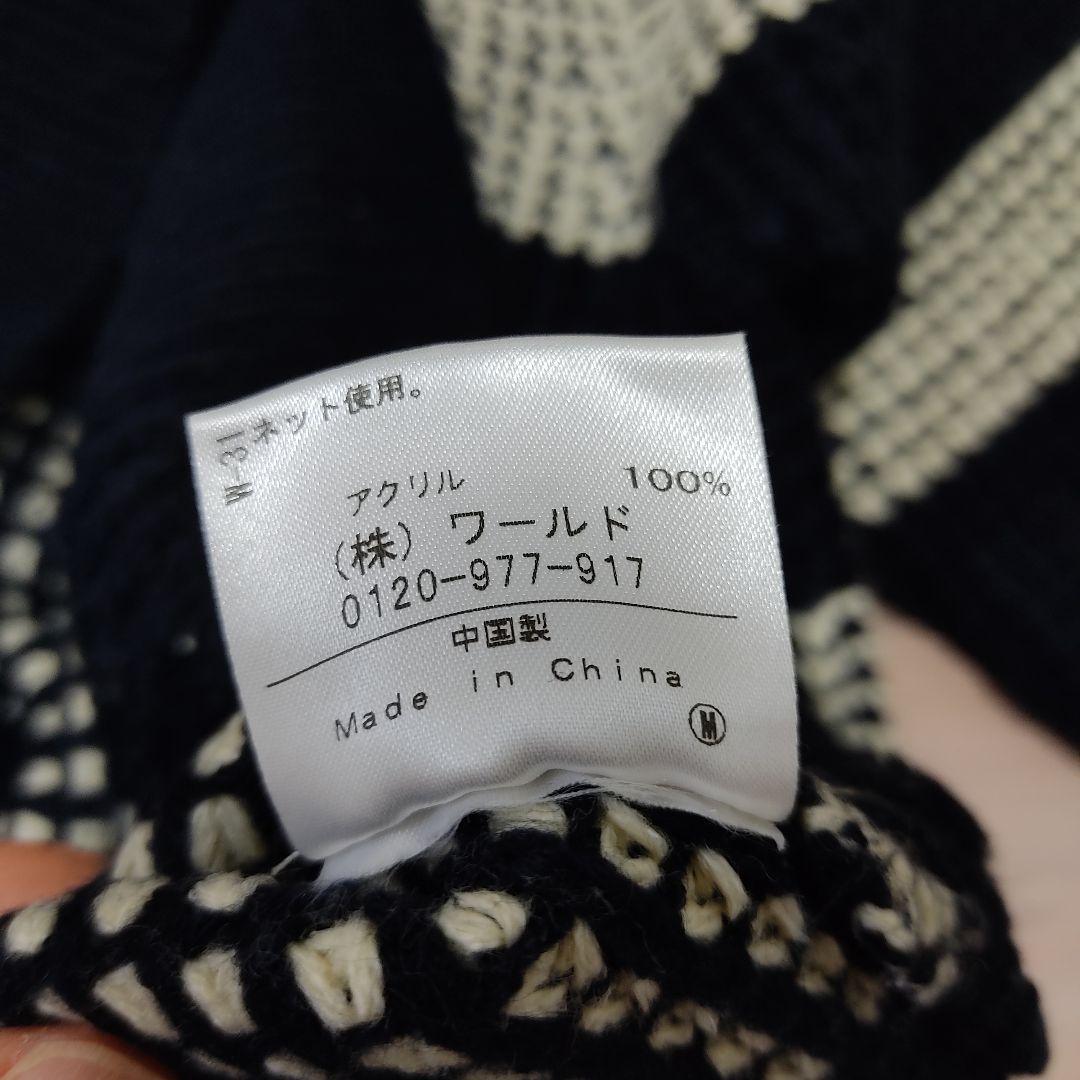 ネット使用。
W-31
アクリル 100%
(株) ワールド
0120-977-917
中国製
Made in China
M